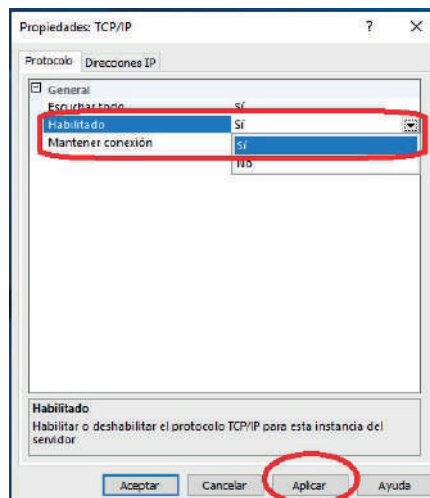 Propiedades: TCP/IP ? ×
Protocolo Direcciones IP
General
Escuchar todo Sí
Habilitado Sí
Mantener conexión Sí
No
Habilitado
Habilitar o deshabilitar el protocolo TCP/IP para esta instancia del
servidor
Aceptar Cancelar Aplicar Ayuda